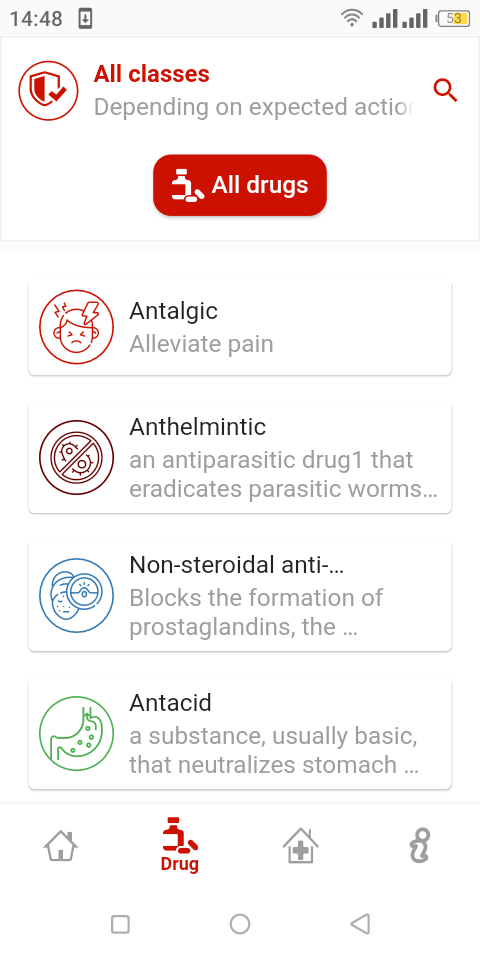 14:48
53
All classes
Depending on expected action
All drugs
Antalgic
Alleviate pain
Anthelmintic
an antiparasitic drug1 that
eradicates parasitic worms...
Non-steroidal anti-...
Blocks the formation of
prostaglandins, the ...
Antacid
a substance, usually basic,
that neutralizes stomach ...
Drug